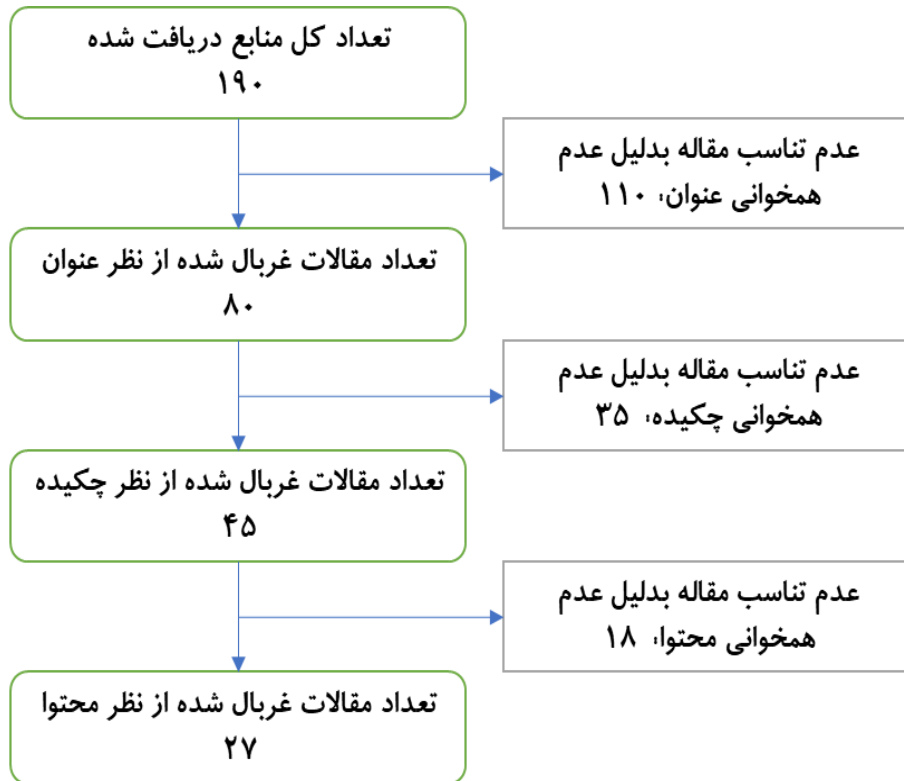 تعداد کل منابع دریافت شده
۱۹۰
عدم تناسب مقاله بدلیل عدم
همخوانی عنوان، ۱۱۰
تعداد مقالات غربال شده از نظر عنوان
۸۰
عدم تناسب مقاله بدلیل عدم
همخوانی چکیده، ۳۵
تعداد مقالات غربال شده از نظر چکیده
۴۵
عدم تناسب مقاله بدلیل عدم
همخوانی محتوا، ۱۸
تعداد مقالات غربال شده از نظر محتوا
۲۷